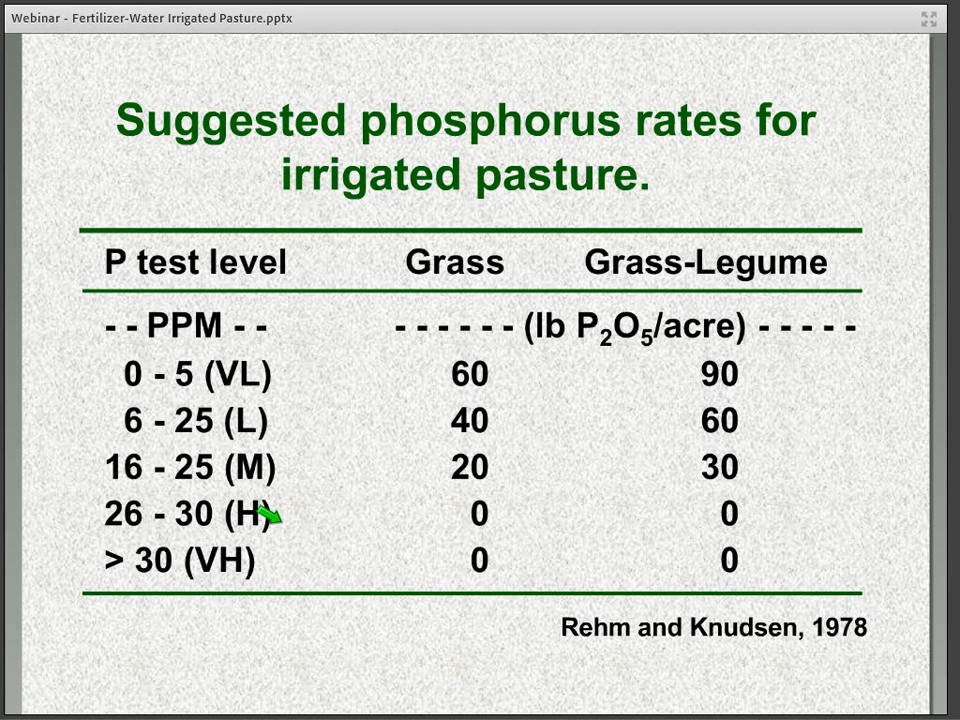 Webinar - Fertilizer-Water Irrigated Pasture.pptx
Suggested phosphorus rates for
irrigated pasture.
P test level Grass Grass-Legume
- - PPM - - - - - - - - (lb P₂O₅/acre) - - - - -
0 - 5 (VL) 60 90
6 - 25 (L) 40 60
16 - 25 (M) 20 30
26 - 30 (H) 0 0
> 30 (VH) 0 0
Rehm and Knudsen, 1978